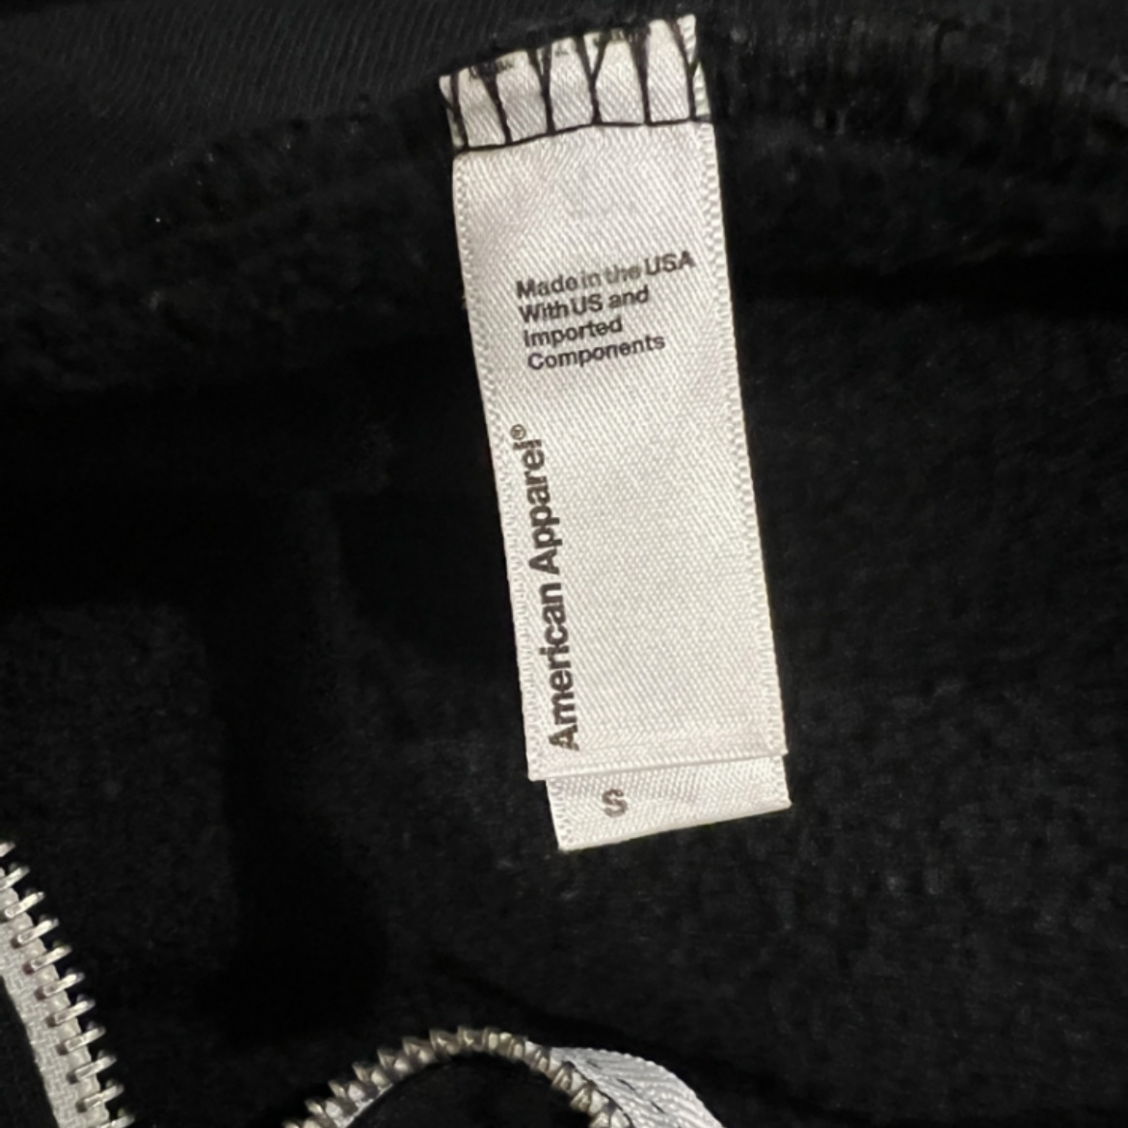 Made in the USA
With US and
Imported
Components
American Apparel®
S